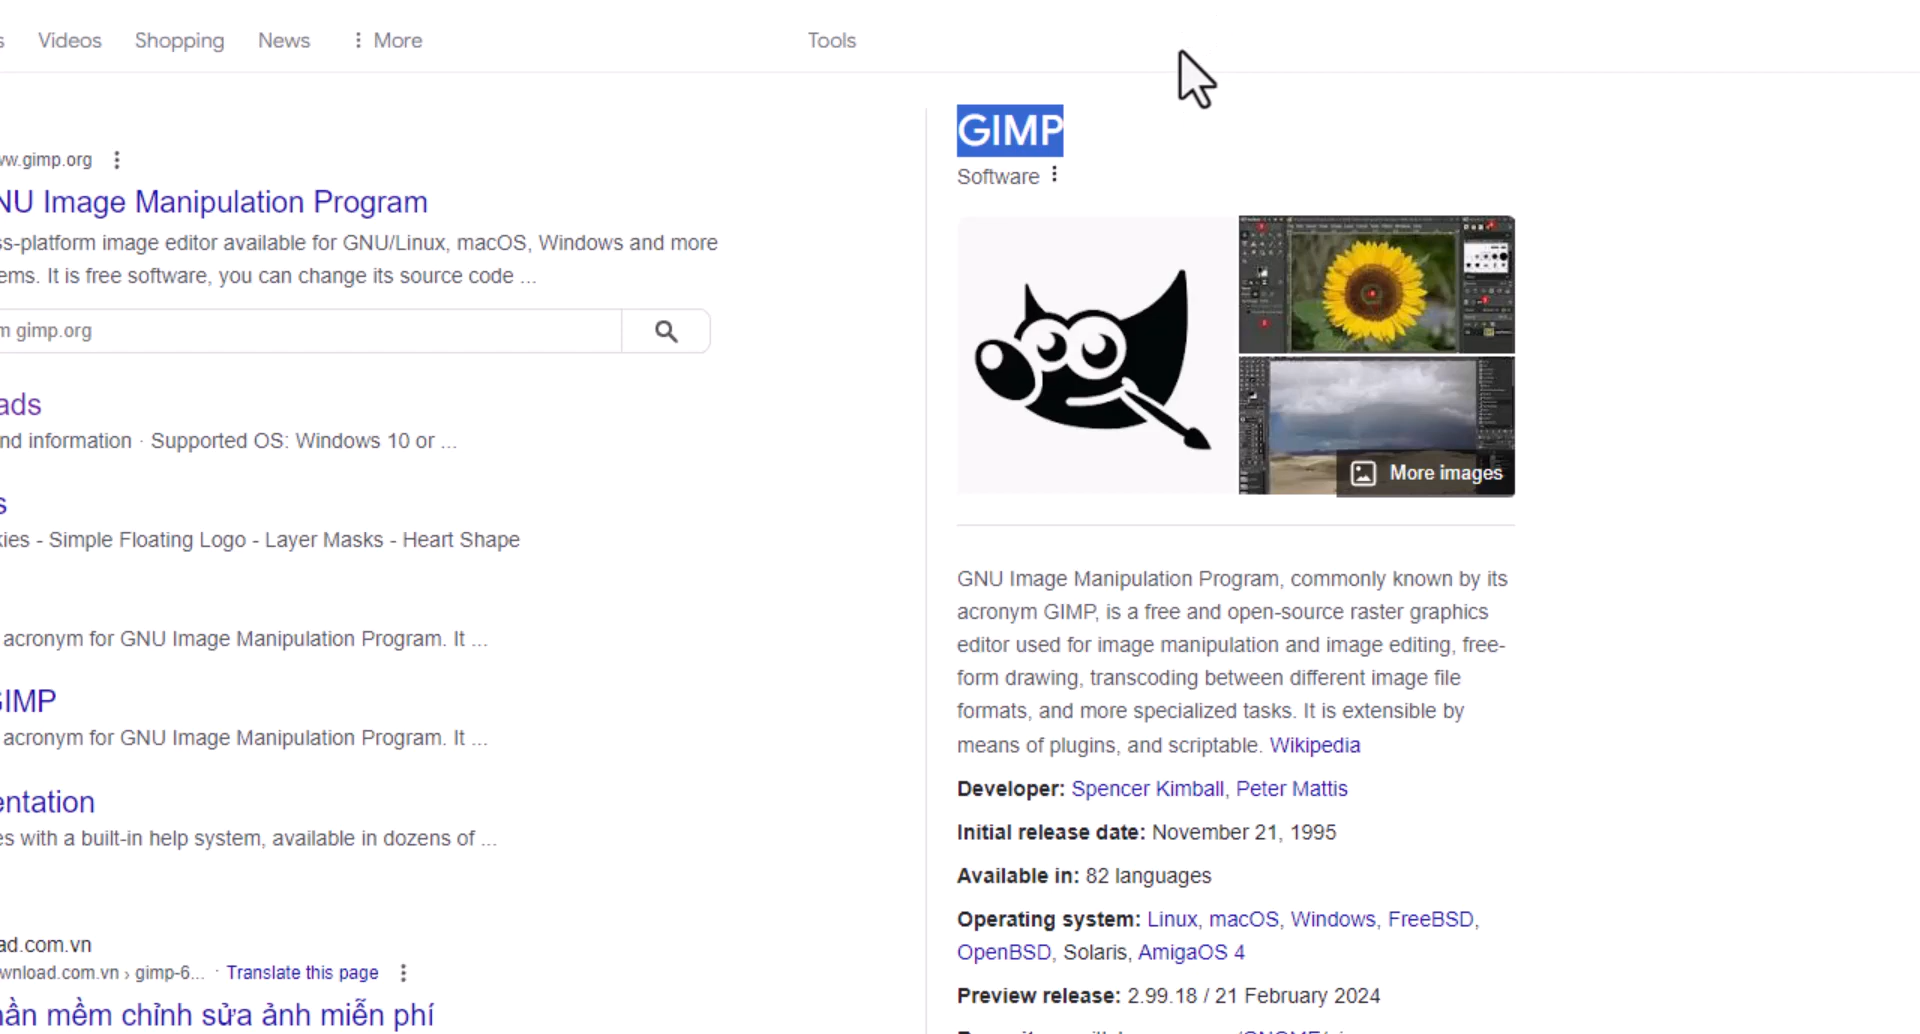 Videos Shopping News More Tools
GIMP
Software
More images
GNU Image Manipulation Program, commonly known by its
acronym GIMP, is a free and open-source raster graphics
editor used for image manipulation and image editing, free-
form drawing, transcoding between different image file
formats, and more specialized tasks. It is extensible by
means of plugins, and scriptable. Wikipedia
Developer: Spencer Kimball, Peter Mattis
Initial release date: November 21, 1995
Available in: 82 languages
Operating system: Linux, macOS, Windows, FreeBSD,
OpenBSD, Solaris, AmigaOS 4
Preview release: 2.99.18 / 21 February 2024
ww.gimp.org
NU Image Manipulation Program
ss-platform image editor available for GNU/Linux, macOS, Windows and more
ems. It is free software, you can change its source code ...
m gimp.org
ads
nd information · Supported OS: Windows 10 or ...
s
kies - Simple Floating Logo - Layer Masks - Heart Shape
acronym for GNU Image Manipulation Program. It ...
GIMP
acronym for GNU Image Manipulation Program. It ...
entation
es with a built-in help system, available in dozens of ...
ad.com.vn
wnload.com.vn › gimp-6... · Translate this page
hần mềm chỉnh sửa ảnh miễn phí